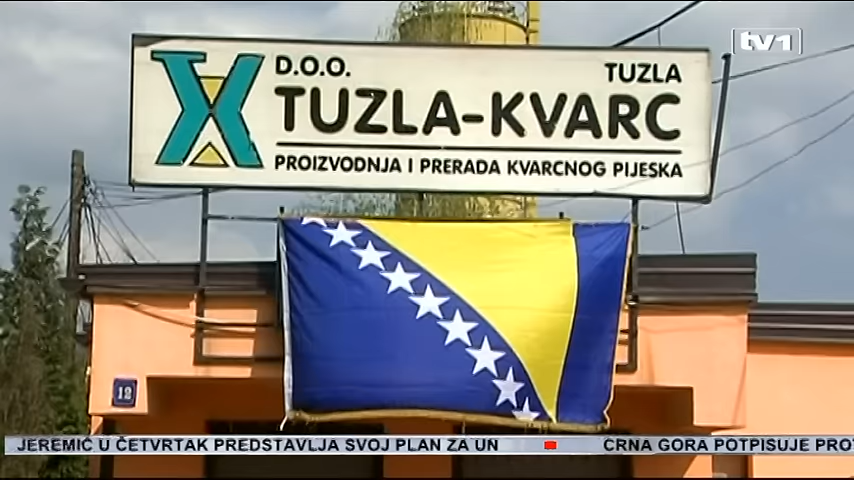 tv1
D.O.O.
TUZLA
TUZLA-KVARC
PROIZVODNJA I PRERADA KVARCNOG PIJESKA
12
JEREMIĆ U ČETVRTAK PREDSTAVLJA SVOJ PLAN ZA UN
CRNA GORA POTPISUJE PRO